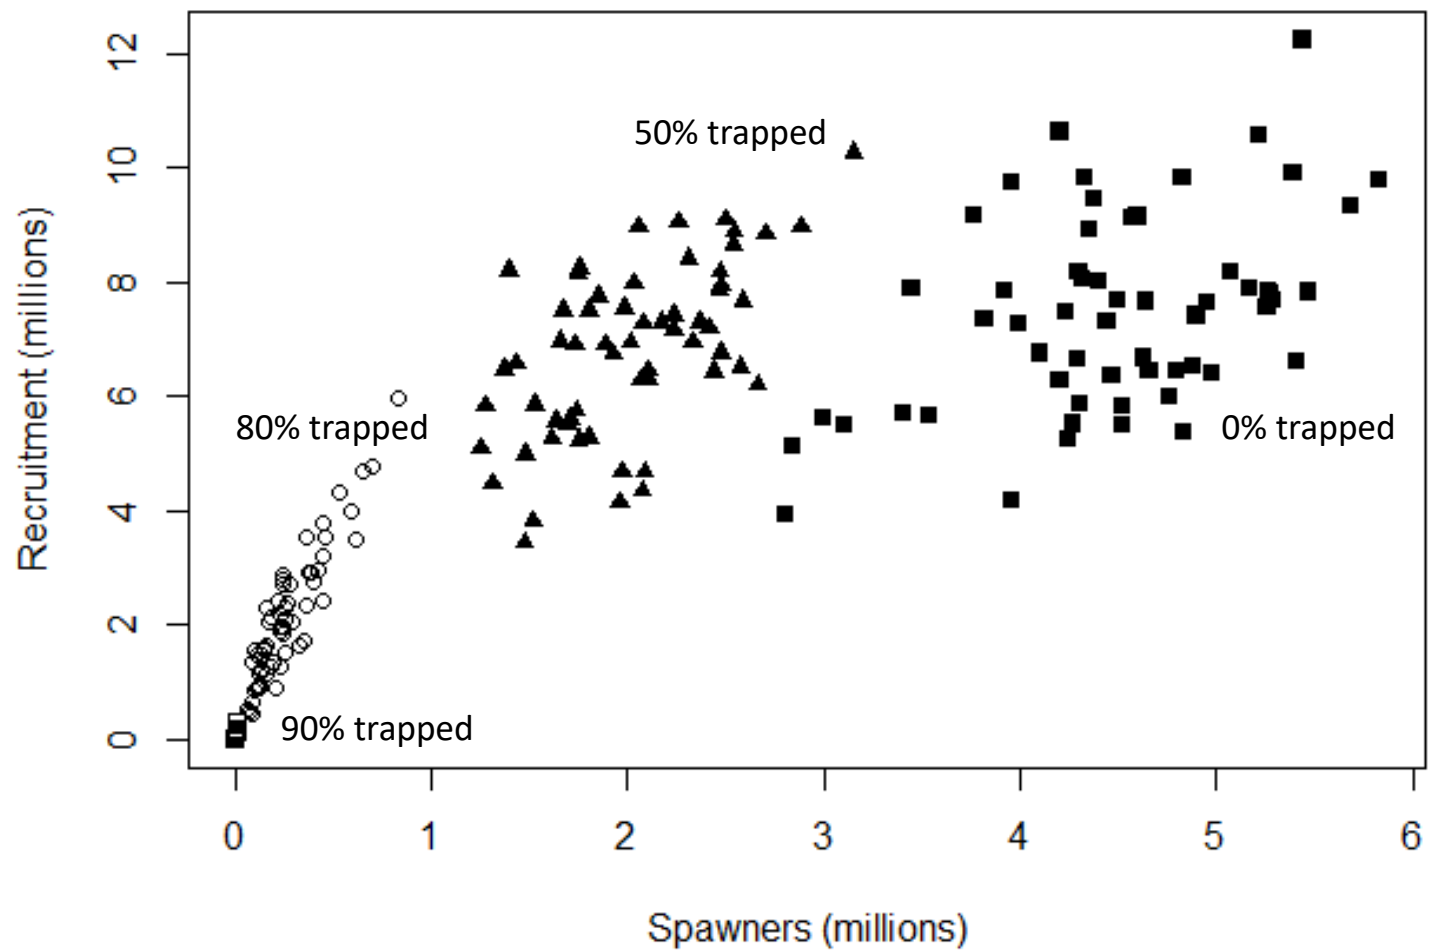 12
10
8
6
4
2
0
Recruitment (millions)
50% trapped
80% trapped
0% trapped
90% trapped
0 1 2 3 4 5 6
Spawners (millions)